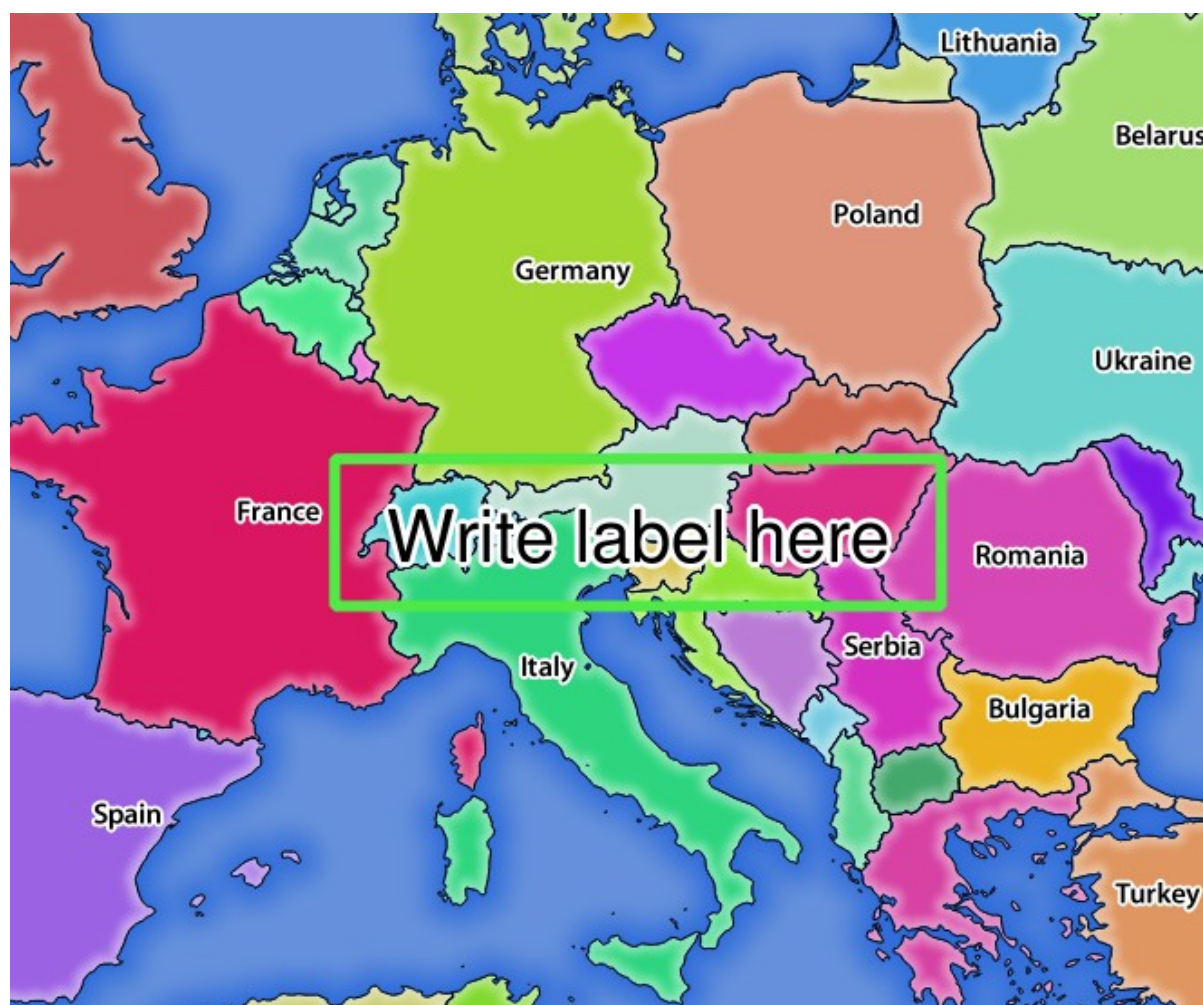 Lithuania
Belarus
Poland
Germany
Ukraine
France
Write label here
Romania
Serbia
Italy
Bulgaria
Spain
Turkey